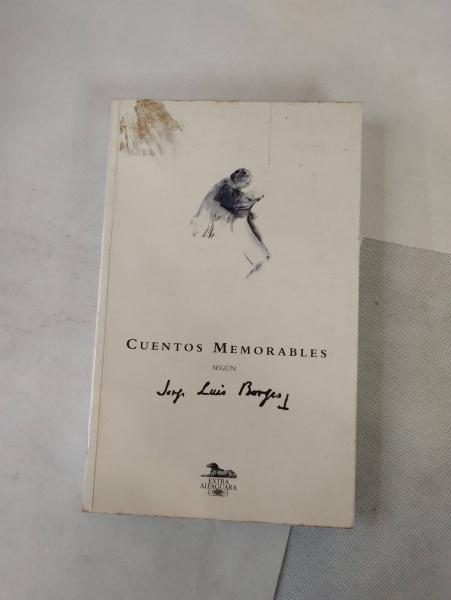 CUENTOS MEMORABLES
SEGÚN
Jorge Luis Borges
EXTRA
ALFAGUARA